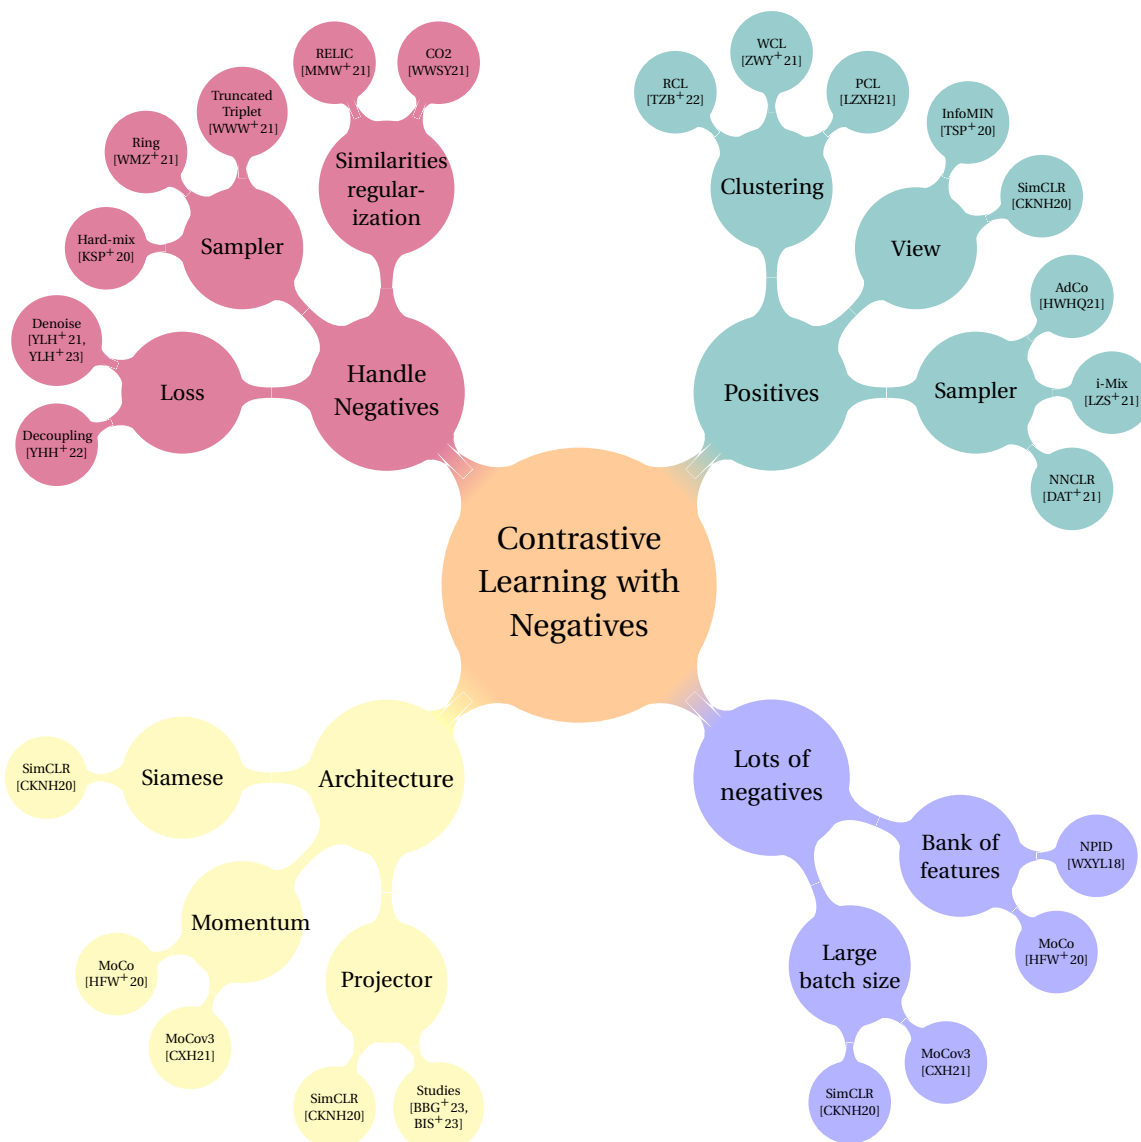 RELIC
[MMW+21]
CO2
[WWSY21]
Truncated
Triplet
[WWW+21]
Ring
[WMZ+21]
Hard-mix
[KSP+20]
Similarities
regular-
ization
Sampler
Denoise
[YLH+21,
YLH+23]
Decoupling
[YHH+22]
Loss
Handle
Negatives
WCL
[ZWY+21]
RCL
[TZB+22]
PCL
[LZXH21]
InfoMIN
[TSP+20]
SimCLR
[CKNH20]
Clustering
View
AdCo
[HWHQ21]
i-Mix
[LZS+21]
NNCLR
[DAT+21]
Sampler
Positives
Contrastive
Learning with
Negatives
SimCLR
[CKNH20]
Siamese
Architecture
Momentum
MoCo
[HFW+20]
MoCov3
[CXH21]
Projector
SimCLR
[CKNH20]
Studies
[BBG+23,
BIS+23]
Lots of
negatives
Bank of
features
NPID
[WXYL18]
MoCo
[HFW+20]
Large
batch size
MoCov3
[CXH21]
SimCLR
[CKNH20]